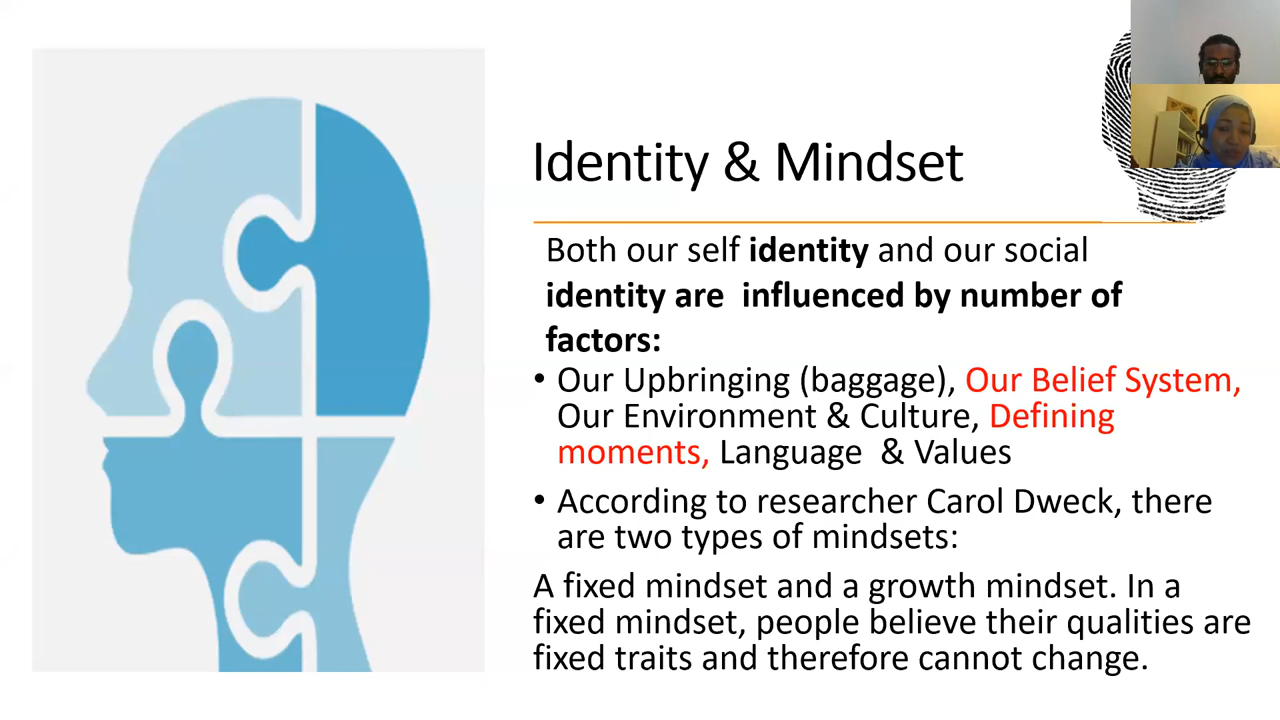 Identity & Mindset
Both our self identity and our social
identity are  influenced by number of
factors:
• Our Upbringing (baggage), Our Belief System,
Our Environment & Culture, Defining
moments, Language  & Values
• According to researcher Carol Dweck, there
are two types of mindsets:
A fixed mindset and a growth mindset. In a
fixed mindset, people believe their qualities are
fixed traits and therefore cannot change.